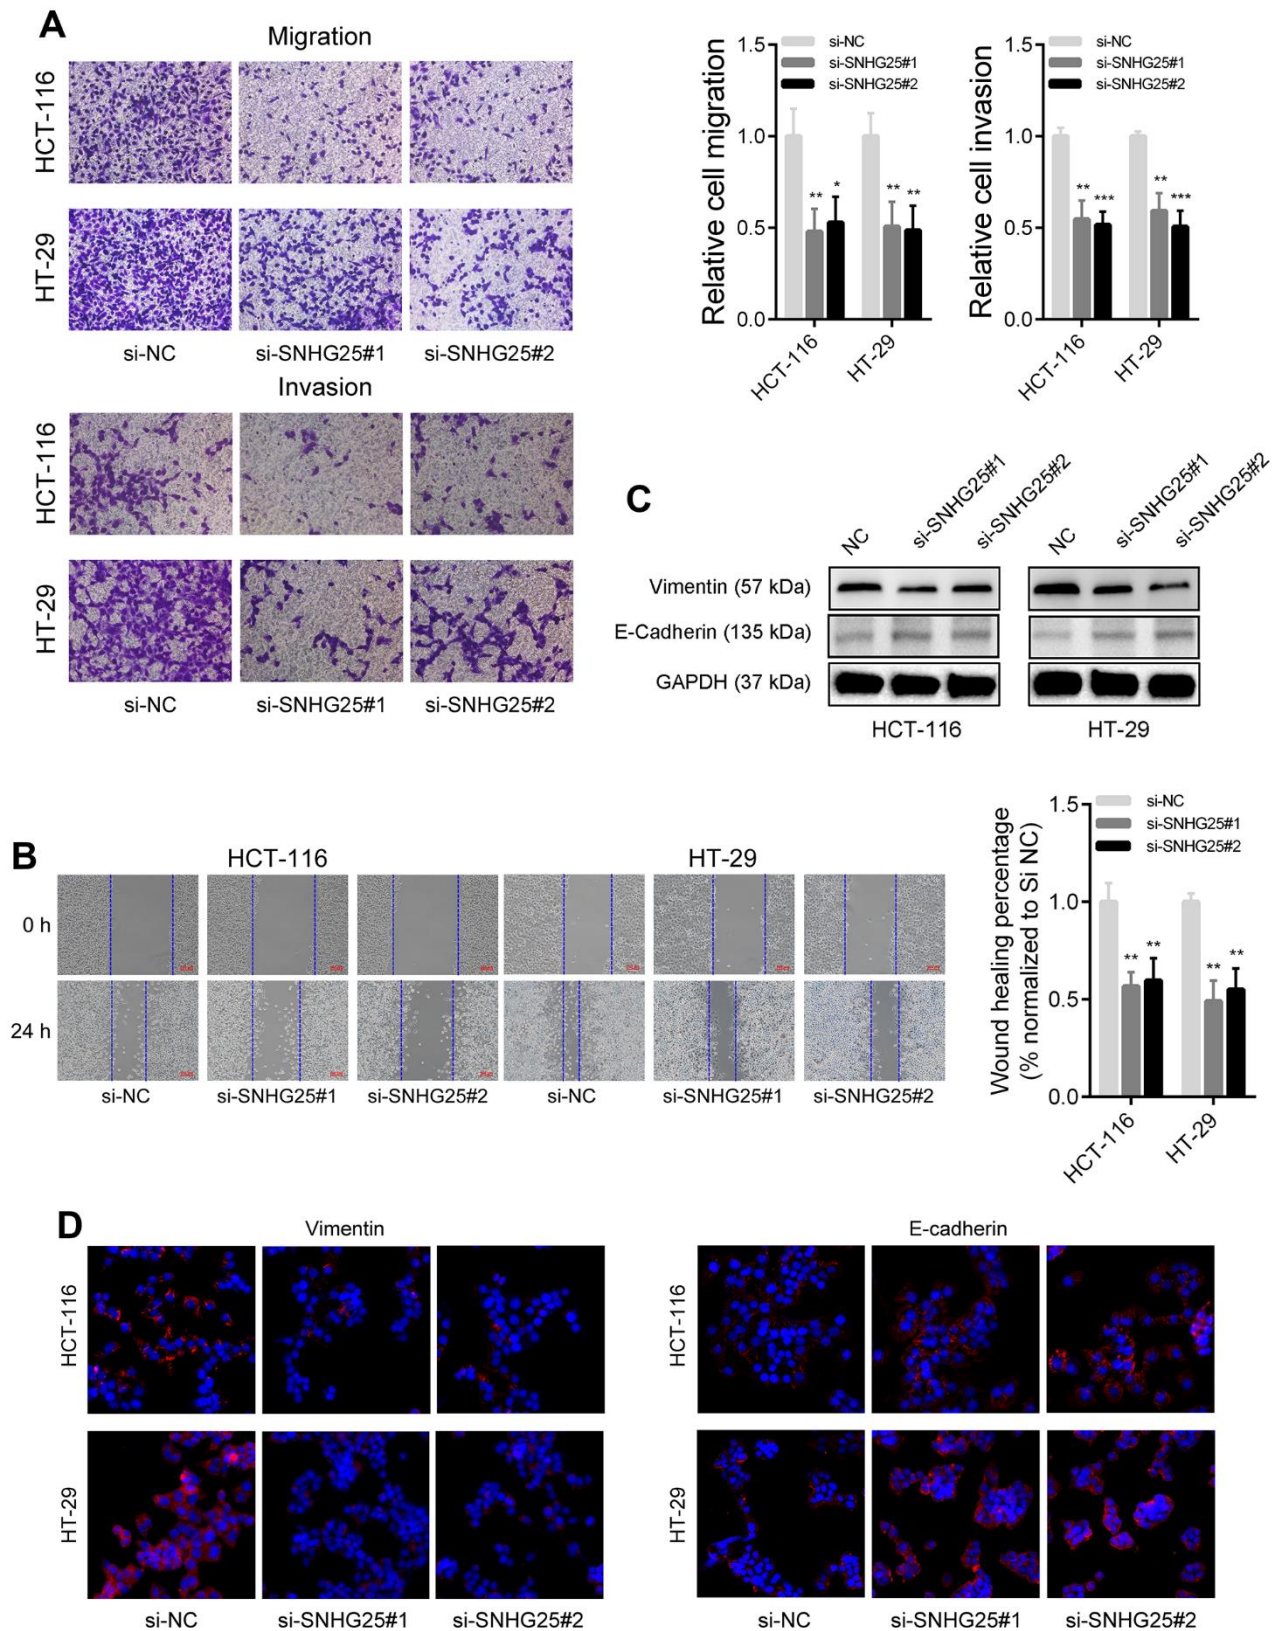 A
Migration
HCT-116
HT-29
si-NC si-SNHG25#1 si-SNHG25#2
Invasion
HCT-116
HT-29
si-NC si-SNHG25#1 si-SNHG25#2
Relative cell migration
1.5
1.0
0.5
0.0
si-NC
si-SNHG25#1
si-SNHG25#2
** * ** **
HCT-116 HT-29
Relative cell invasion
1.5
1.0
0.5
0.0
si-NC
si-SNHG25#1
si-SNHG25#2
** *** ** ***
HCT-116 HT-29
C
NC si-SNHG25#1 si-SNHG25#2 NC si-SNHG25#1 si-SNHG25#2
Vimentin (57 kDa)
E-Cadherin (135 kDa)
GAPDH (37 kDa)
HCT-116 HT-29
B
HCT-116 HT-29
0 h
24 h
si-NC si-SNHG25#1 si-SNHG25#2 si-NC si-SNHG25#1 si-SNHG25#2
Wound healing percentage
(% normalized to Si NC)
1.5
1.0
0.5
0.0
si-NC
si-SNHG25#1
si-SNHG25#2
** ** ** **
HCT-116 HT-29
D
Vimentin E-cadherin
HCT-116 HCT-116
HT-29 HT-29
si-NC si-SNHG25#1 si-SNHG25#2 si-NC si-SNHG25#1 si-SNHG25#2